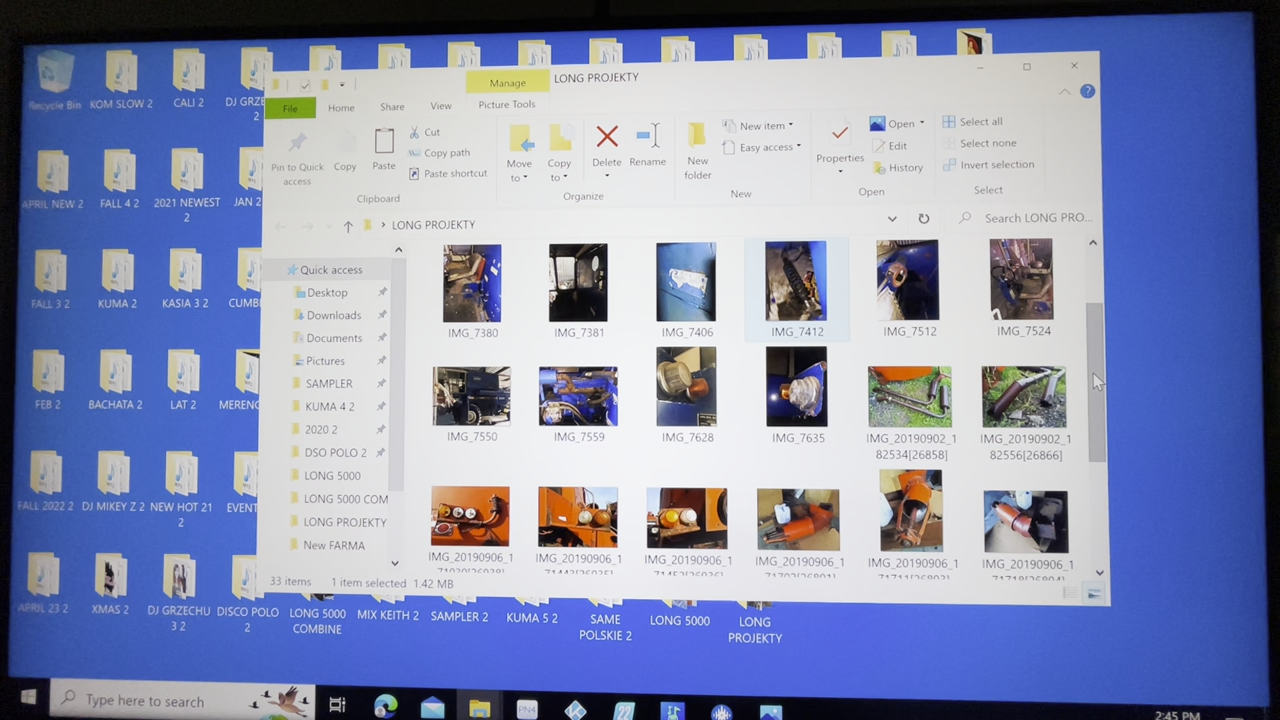 LONG PROJEKTY
Manage
File
Home
Share
View
Picture Tools
Pin to Quick
access
Copy
Paste
Cut
Copy path
Paste shortcut
Clipboard
Move
to
Copy
to
Delete
Rename
Organize
New
folder
New item
Easy access
New
Properties
Open
Edit
History
Open
Select all
Select none
Invert selection
Select
LONG PROJEKTY
Search LONG PRO...
Quick access
Desktop
Downloads
Documents
Pictures
SAMPLER
KUMA 4 2
2020 2
DSO POLO 2
LONG 5000
LONG 5000 COM
LONG PROJEKTY
New FARMA
IMG_7380
IMG_7381
IMG_7406
IMG_7412
IMG_7512
IMG_7524
IMG_7550
IMG_7559
IMG_7628
IMG_7635
IMG_20190902_1
82534[26858]
IMG_20190902_1
82556[26866]
IMG_20190906_1
IMG_20190906_1
IMG_20190906_1
IMG_20190906_1
IMG_20190906_1
IMG_20190906_1
33 items
1 item selected 1.42 MB
Recycle Bin
KOM SLOW 2
CALI 2
DJ GRZE
2
APRIL NEW 2
FALL 4 2
2021 NEWEST
2
JAN 2
FALL 3 2
KUMA 2
KASIA 3 2
CUMB
FEB 2
BACHATA 2
LAT 2
MERENG
FALL 2022 2
DJ MIKEY Z 2
NEW HOT 21
2
EVENT
APRIL 23 2
XMAS 2
DJ GRZECHU
3 2
DISCO POLO
2
LONG 5000
COMBINE
MIX KEITH 2
SAMPLER 2
KUMA 5 2
SAME
POLSKIE 2
LONG 5000
LONG
PROJEKTY
Type here to search
PN4
22
2:45 PM